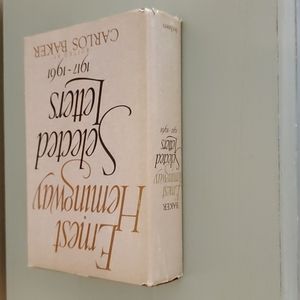 Ernest
Hemingway
Selected
Letters
1917-1961
CARLOS BAKER
BAKER
ERNEST
Hemingway
Selected
Letters
1917-1961